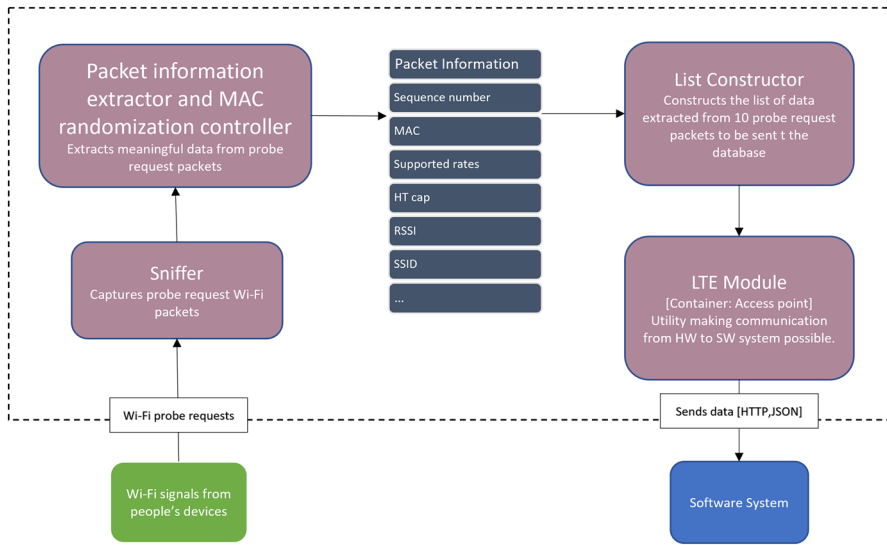 Packet information
extractor and MAC
randomization controller
Extracts meaningful data from probe
request packets
Packet Information
Sequence number
MAC
Supported rates
HT cap
RSSI
SSID
...
List Constructor
Constructs the list of data
extracted from 10 probe request
packets to be sent t the
database
Sniffer
Captures probe request Wi-Fi
packets
LTE Module
[Container: Access point]
Utility making communication
from HW to SW system possible.
Wi-Fi probe requests
Sends data [HTTP,JSON]
Wi-Fi signals from
people's devices
Software System